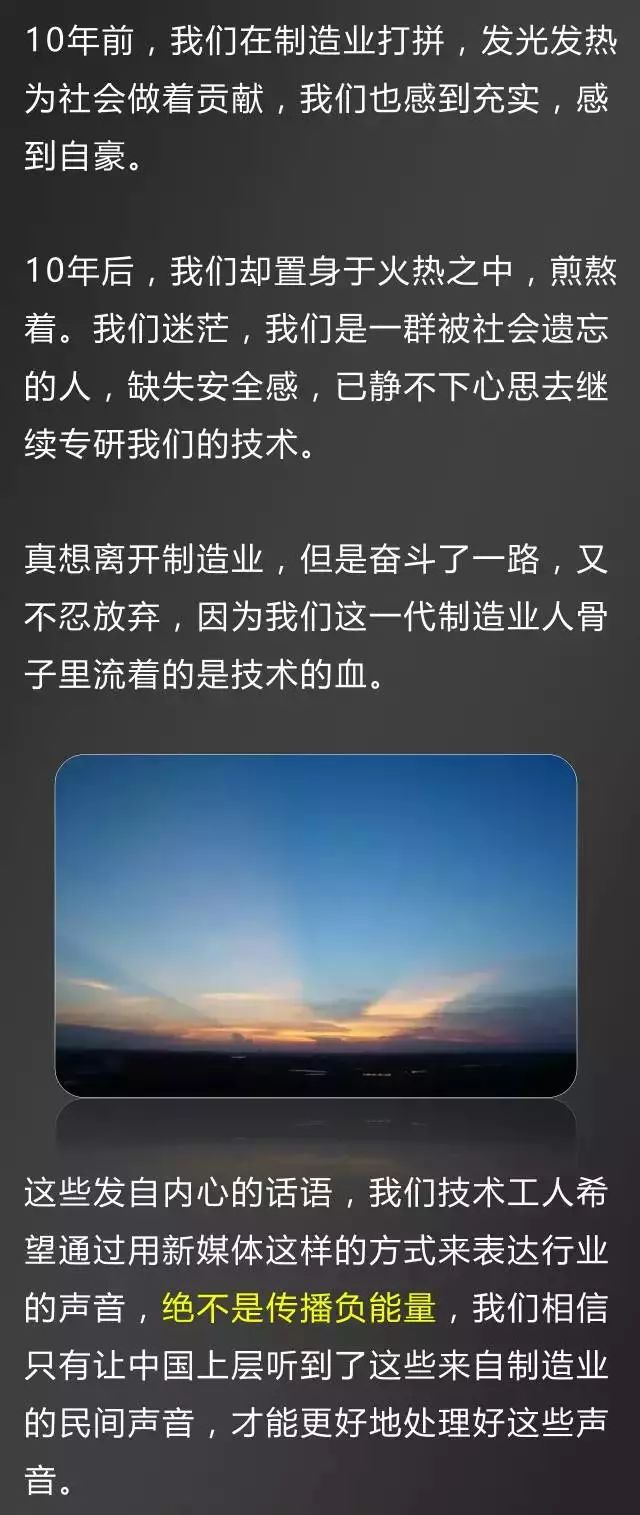 10年前，我们在制造业打拼，发光发热
为社会做着贡献，我们也感到充实，感
到自豪。
10年后，我们却置身于火热之中，煎熬
着。我们迷茫，我们是一群被社会遗忘
的人，缺失安全感，已静不下心思去继
续专研我们的技术。
真想离开制造业，但是奋斗了一路，又
不忍放弃，因为我们这一代制造业人骨
子里流着的是技术的血。
这些发自内心的话语，我们技术工人希
望通过用新媒体这样的方式来表达行业
的声音，绝不是传播负能量，我们相信
只有让中国上层听到了这些来自制造业
的民间声音，才能更好地处理好这些声
音。